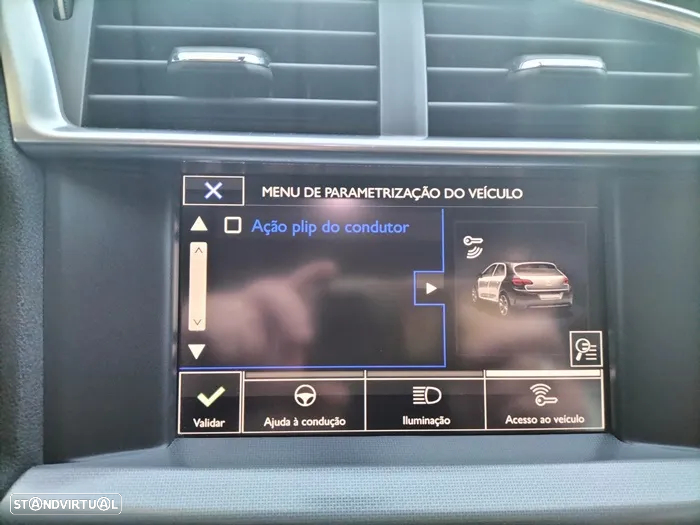 MENU DE PARAMETRIZAÇÃO DO VEÍCULO
Ação plip do condutor
Validar
Ajuda à condução
Iluminação
Acesso ao veículo
STANDVIRTUAL